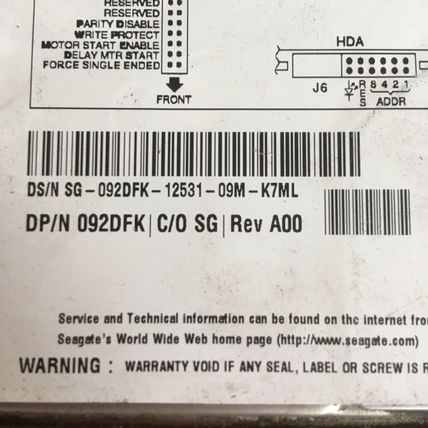 RESERVED
RESERVED
PARITY DISABLE
WRITE PROTECT
MOTOR START ENABLE
DELAY MTR START
FORCE SINGLE ENDED
FRONT
HDA
J6
RES
8 4 2 1
ADDR
DS/N SG-092DFK-12531-09M-K7ML
DP/N 092DFK | C/O SG | Rev A00
Service and Technical information can be found on the internet fro
Seagate's World Wide Web home page (http://www.seagate.com)
WARNING : WARRANTY VOID IF ANY SEAL, LABEL OR SCREW IS R